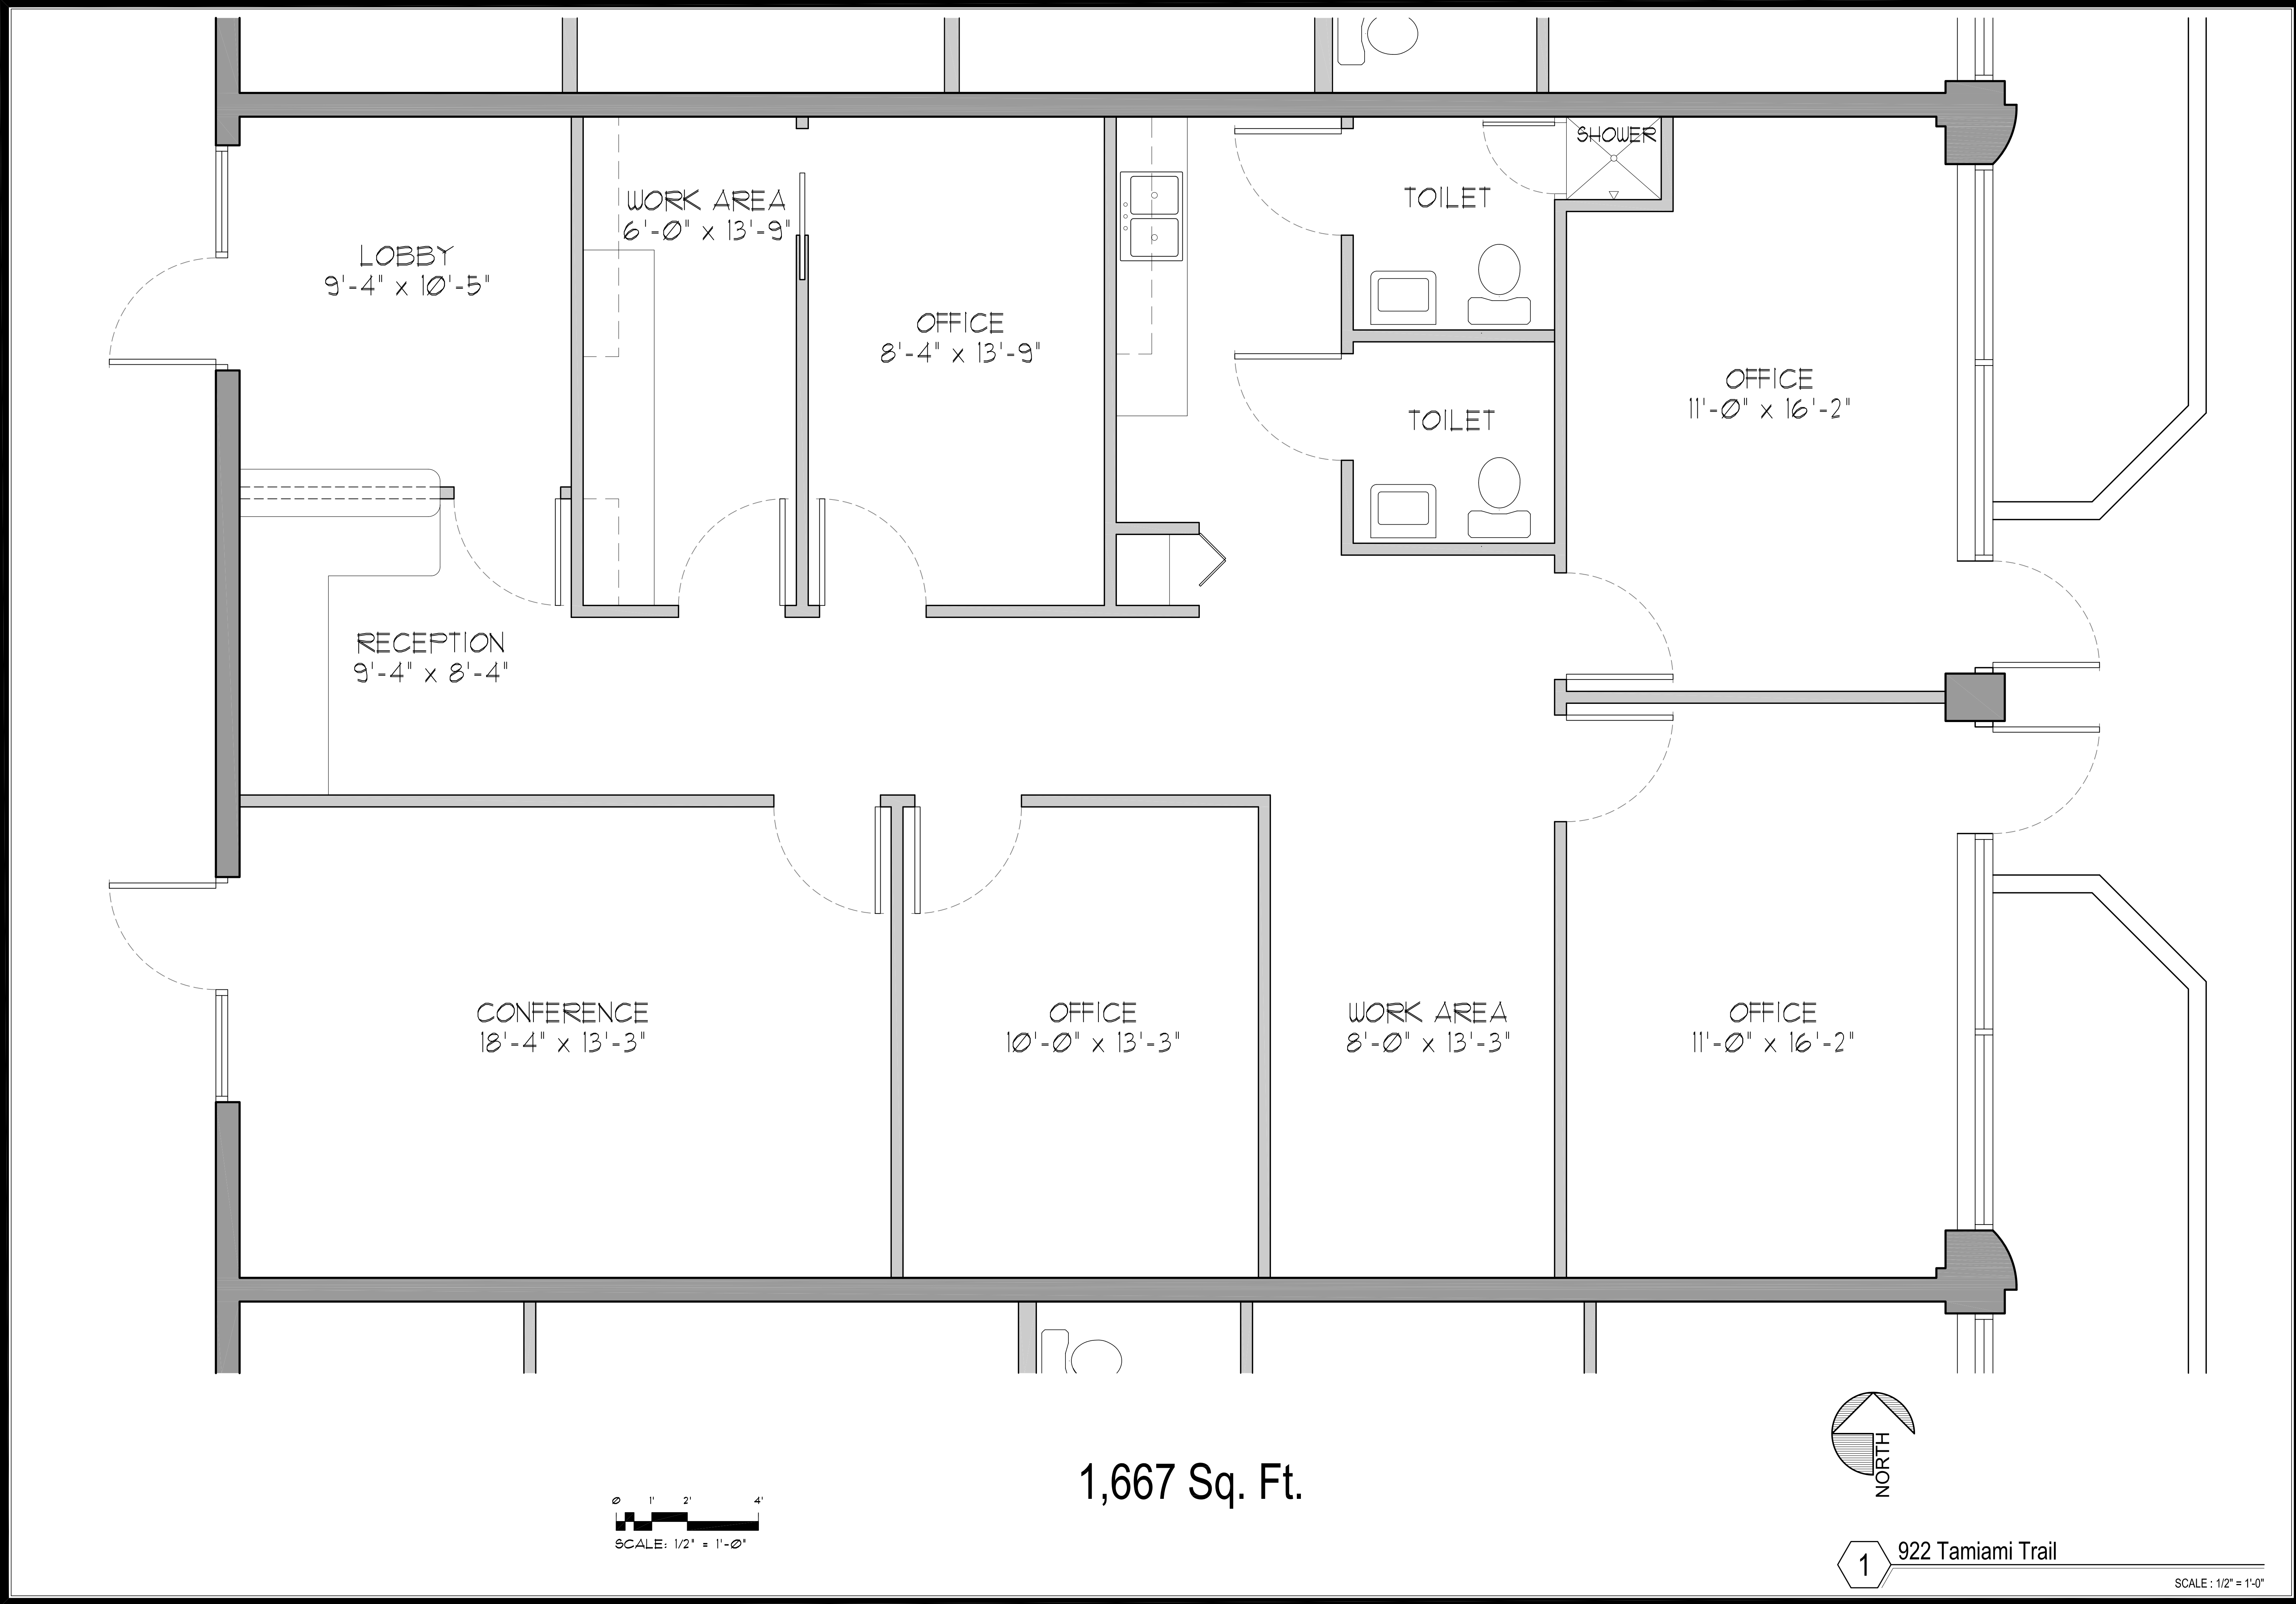 SHOWER
WORK AREA
6'-0" x 13'-9"
TOILET
LOBBY
9'-4" x 10'-5"
OFFICE
8'-4" x 13'-9"
OFFICE
11'-0" x 16'-2"
TOILET
RECEPTION
9'-4" x 8'-4"
CONFERENCE
18'-4" x 13'-3"
OFFICE
10'-0" x 13'-3"
WORK AREA
8'-0" x 13'-3"
OFFICE
11'-0" x 16'-2"
NORTH
1,667 Sq. Ft.
0 1' 2' 4'
SCALE: 1/2" = 1'-0"
1
922 Tamiami Trail
SCALE : 1/2" = 1'-0"